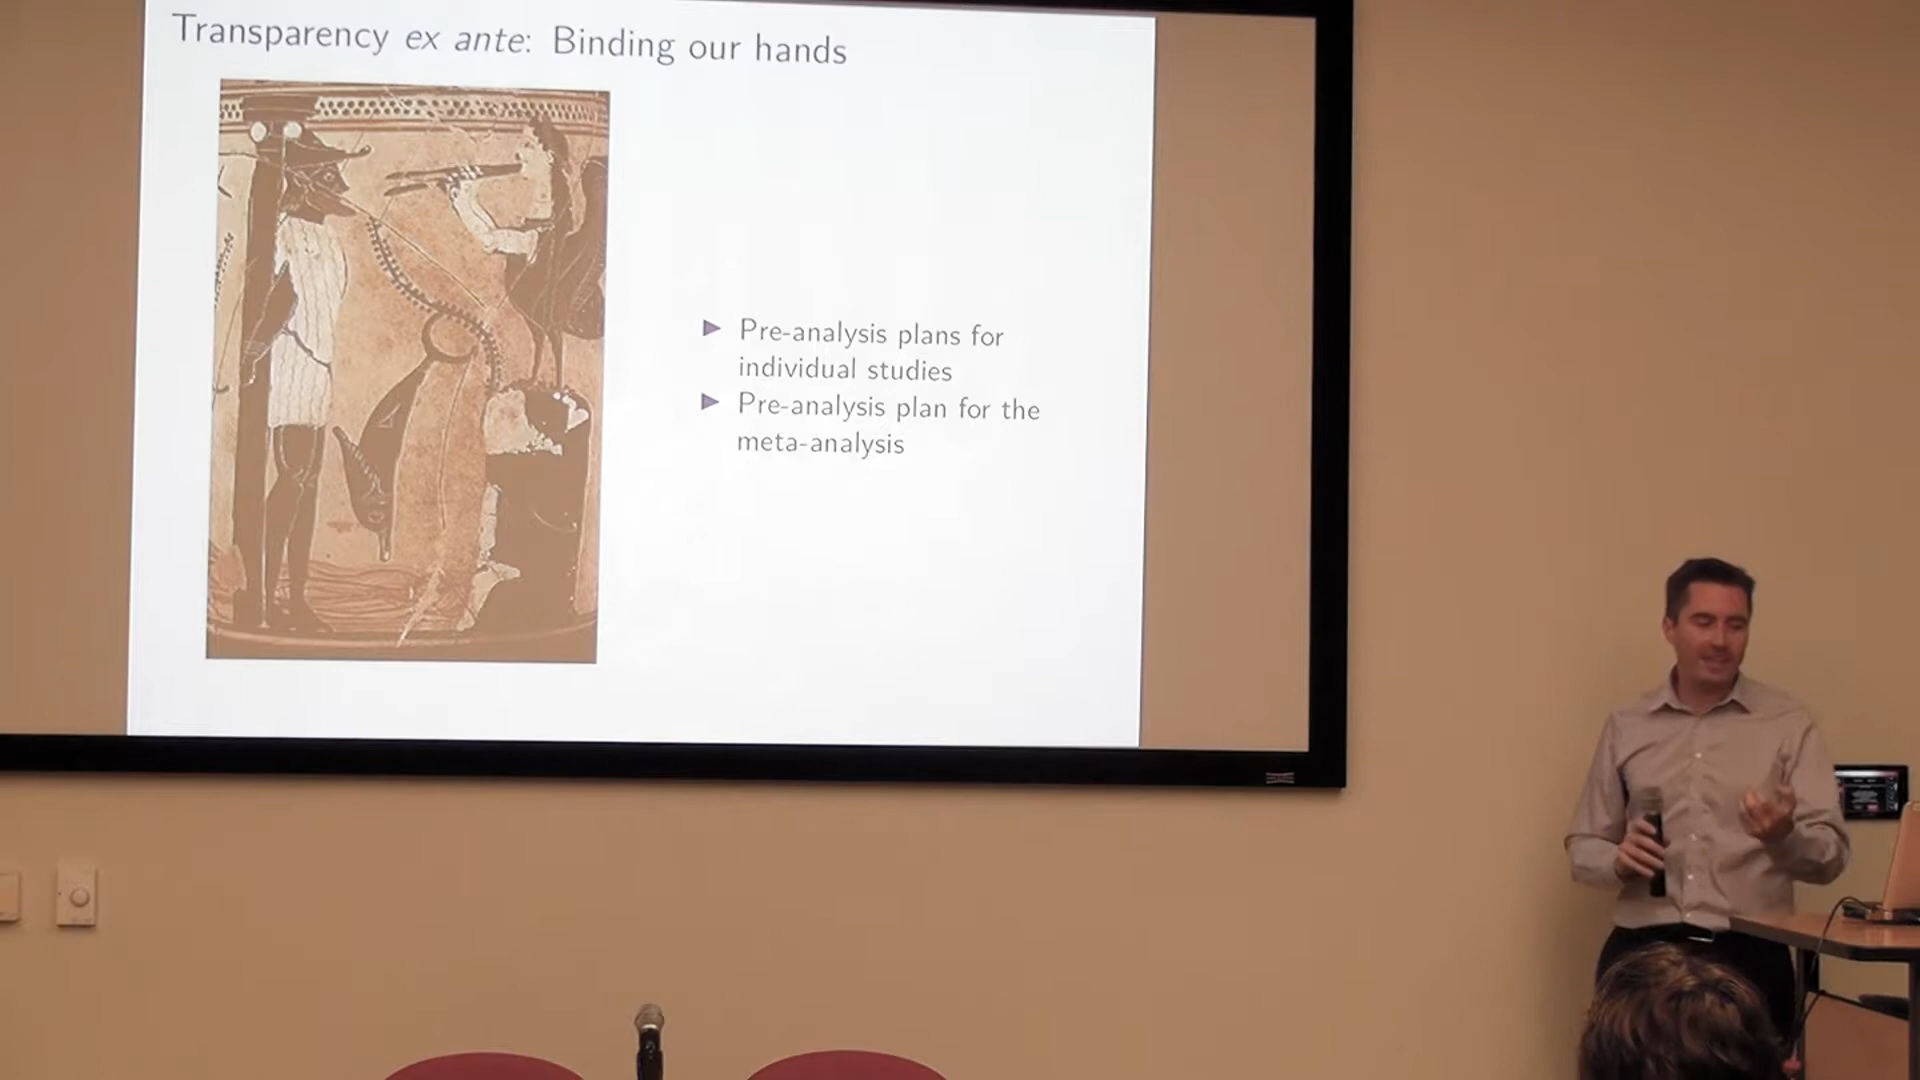 Transparency ex ante: Binding our hands
▶ Pre-analysis plans for
individual studies
▶ Pre-analysis plan for the
meta-analysis